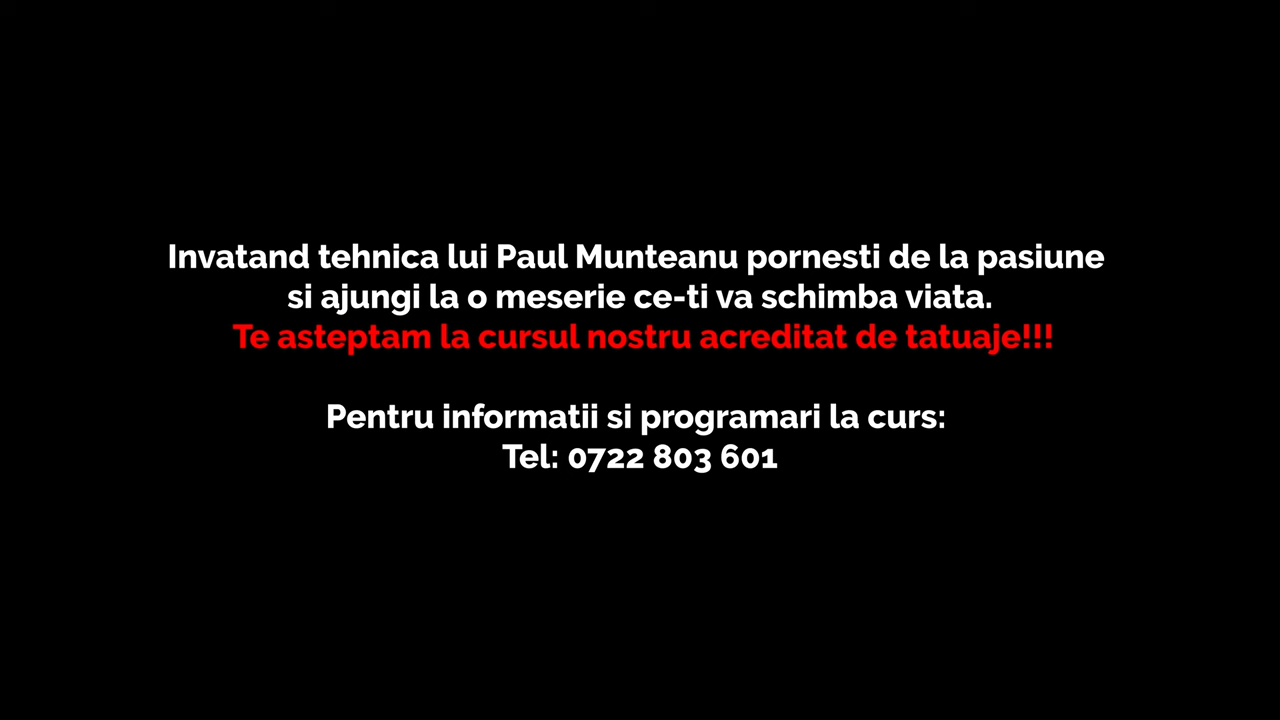 Invatand tehnica lui Paul Munteanu pornesti de la pasiune
si ajungi la o meserie ce-ti va schimba viata.
Te asteptam la cursul nostru acreditat de tatuaje!!!
Pentru informatii si programari la curs:
Tel: 0722 803 601